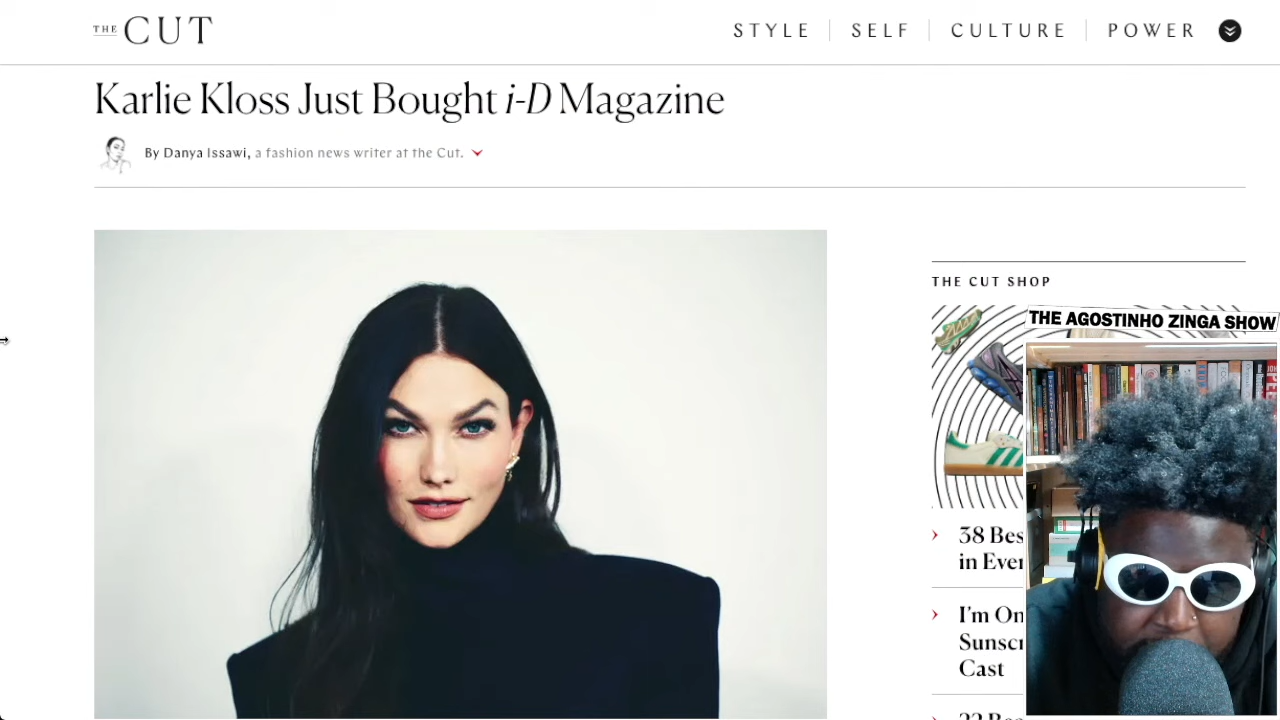 THE CUT
STYLE
SELF
CULTURE
POWER
Karlie Kloss Just Bought i-D Magazine
By Danya Issawi, a fashion news writer at the Cut.
THE CUT SHOP
THE AGOSTINHO ZINGA SHOW
38 Bes
in Ever
I'm On
Sunscr
Cast